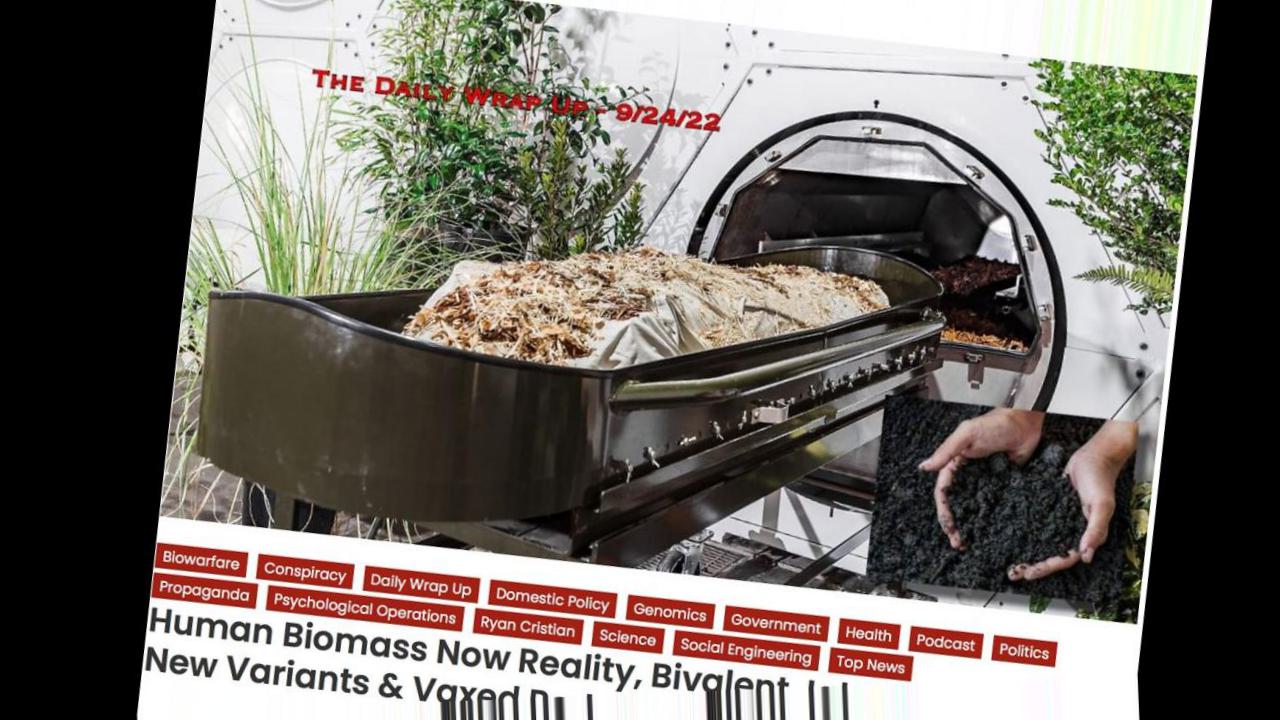 The Daily Wrap Up - 9/24/22
Biowarfare Conspiracy Daily Wrap Up Domestic Policy Genomics Government Health Podcast Politics
Propaganda Psychological Operations Ryan Cristian Science Social Engineering Top News
Human Biomass Now Reality, Bivalent
New Variants & Vaxed